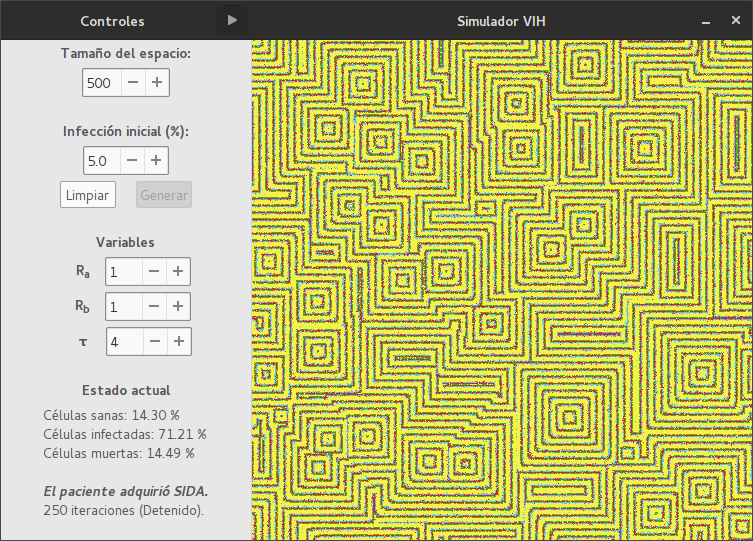 Controles
Simulador VIH
Tamaño del espacio:
500
Infección inicial (%):
5.0
Limpiar Generar
Variables
Ra 1
Rb 1
τ 4
Estado actual
Células sanas: 14.30 %
Células infectadas: 71.21 %
Células muertas: 14.49 %
El paciente adquirió SIDA.
250 iteraciones (Detenido).